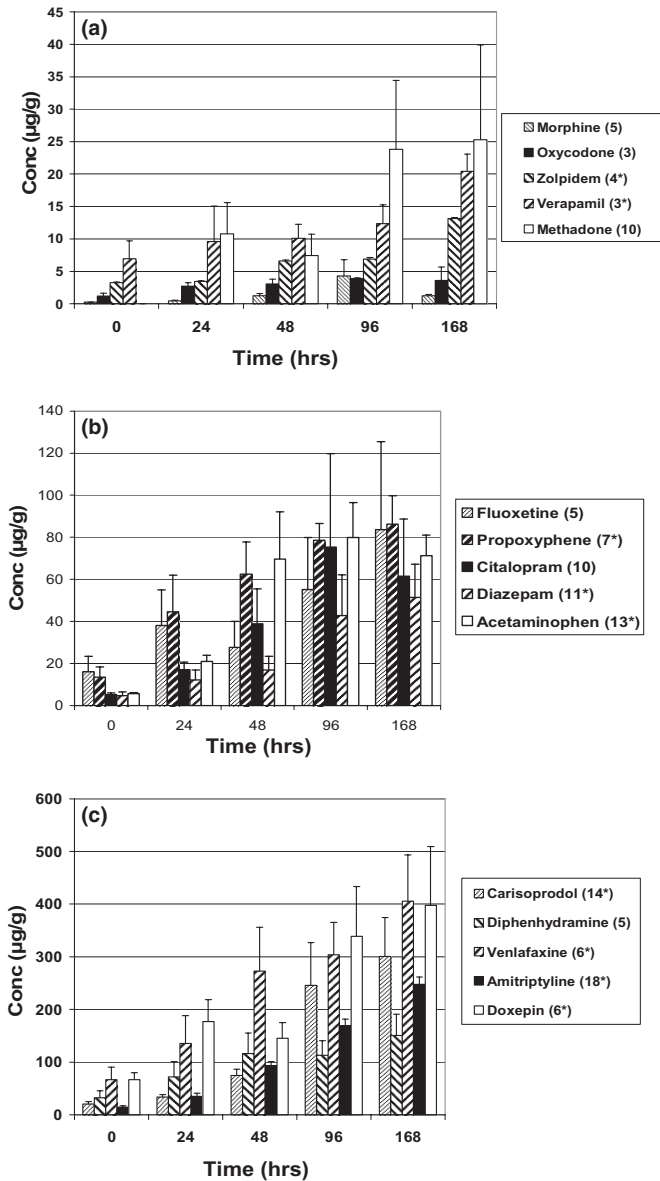 (a)
45
40
35
30
25
20
15
10
5
0
Conc (µg/g)
0 24 48 96 168
Time (hrs)
Morphine (5)
Oxycodone (3)
Zolpidem (4*)
Verapamil (3*)
Methadone (10)
(b)
140
120
100
80
60
40
20
0
Conc (µg/g)
0 24 48 96 168
Time (hrs)
Fluoxetine (5)
Propoxyphene (7*)
Citalopram (10)
Diazepam (11*)
Acetaminophen (13*)
(c)
600
500
400
300
200
100
0
Conc (µg/g)
0 24 48 96 168
Time (hrs)
Carisoprodol (14*)
Diphenhydramine (5)
Venlafaxine (6*)
Amitriptyline (18*)
Doxepin (6*)